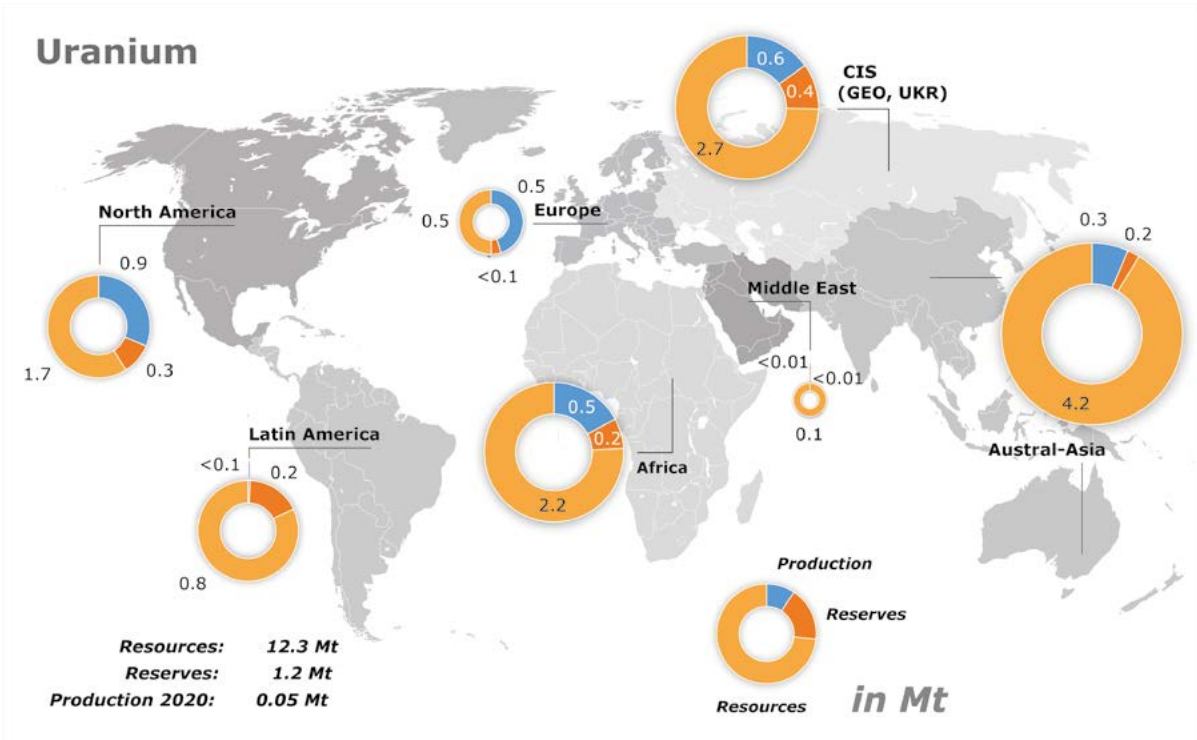 Uranium
0.6
0.4
2.7
CIS
(GEO, UKR)
North America
0.9
0.3
1.7
0.5
Europe
0.5
<0.1
0.3
0.2
4.2
Austral-Asia
Middle East
<0.01
<0.01
0.1
Latin America
<0.1
0.2
0.8
0.5
0.2
2.2
Africa
Production
Reserves
Resources
Resources: 12.3 Mt
Reserves: 1.2 Mt
Production 2020: 0.05 Mt
in Mt